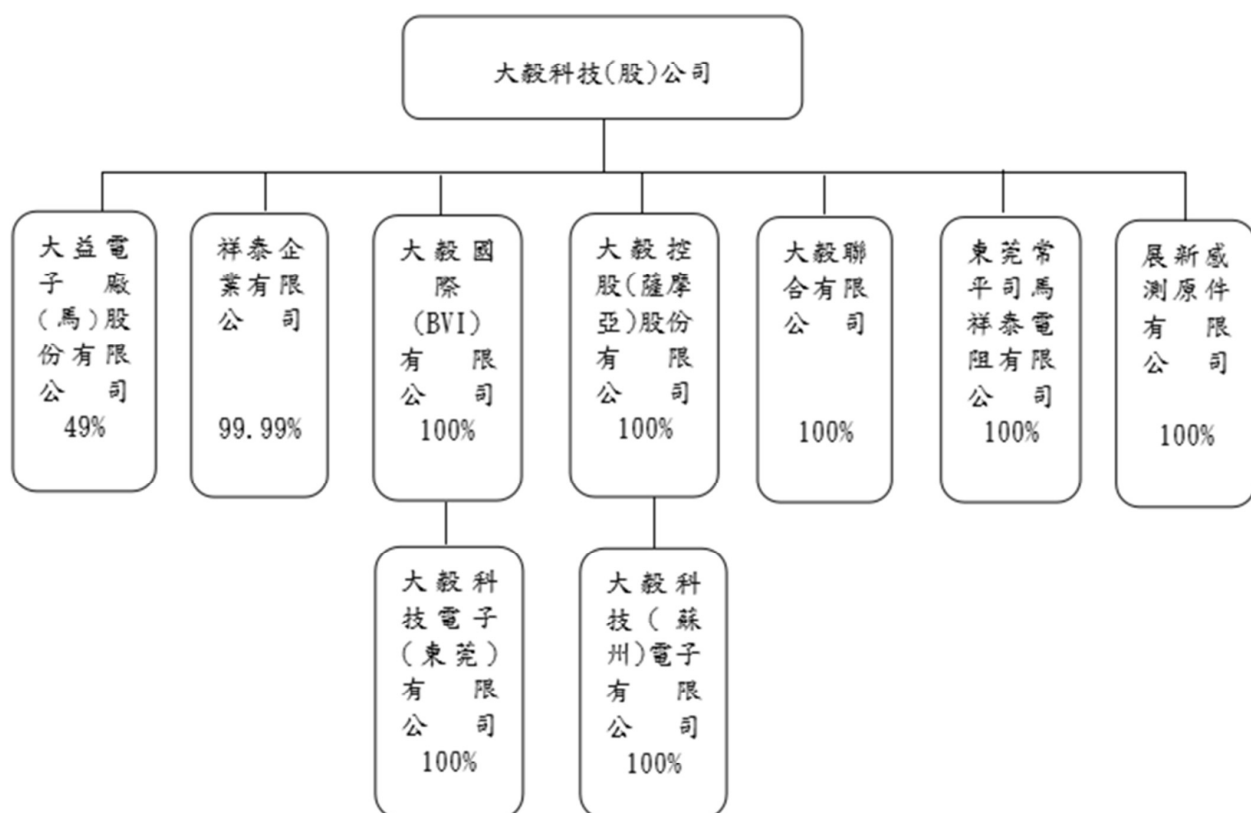 大毅科技(股)公司
大益電
子廠
(馬)股
份有限
公司
49%
祥泰企
業有限
公司
99.99%
大毅國
際
(BVI)
有限
公司
100%
大毅控
股(薩摩
亞)股份
有限
公司
100%
大毅聯
合有限
公司
100%
東莞常
平司馬
祥泰電
阻有限
公司
100%
展新感
測原件
有限
公司
100%
大毅科
技電子
(東莞)
有限
公司
100%
大毅科
技(蘇
州)電子
有限
公司
100%